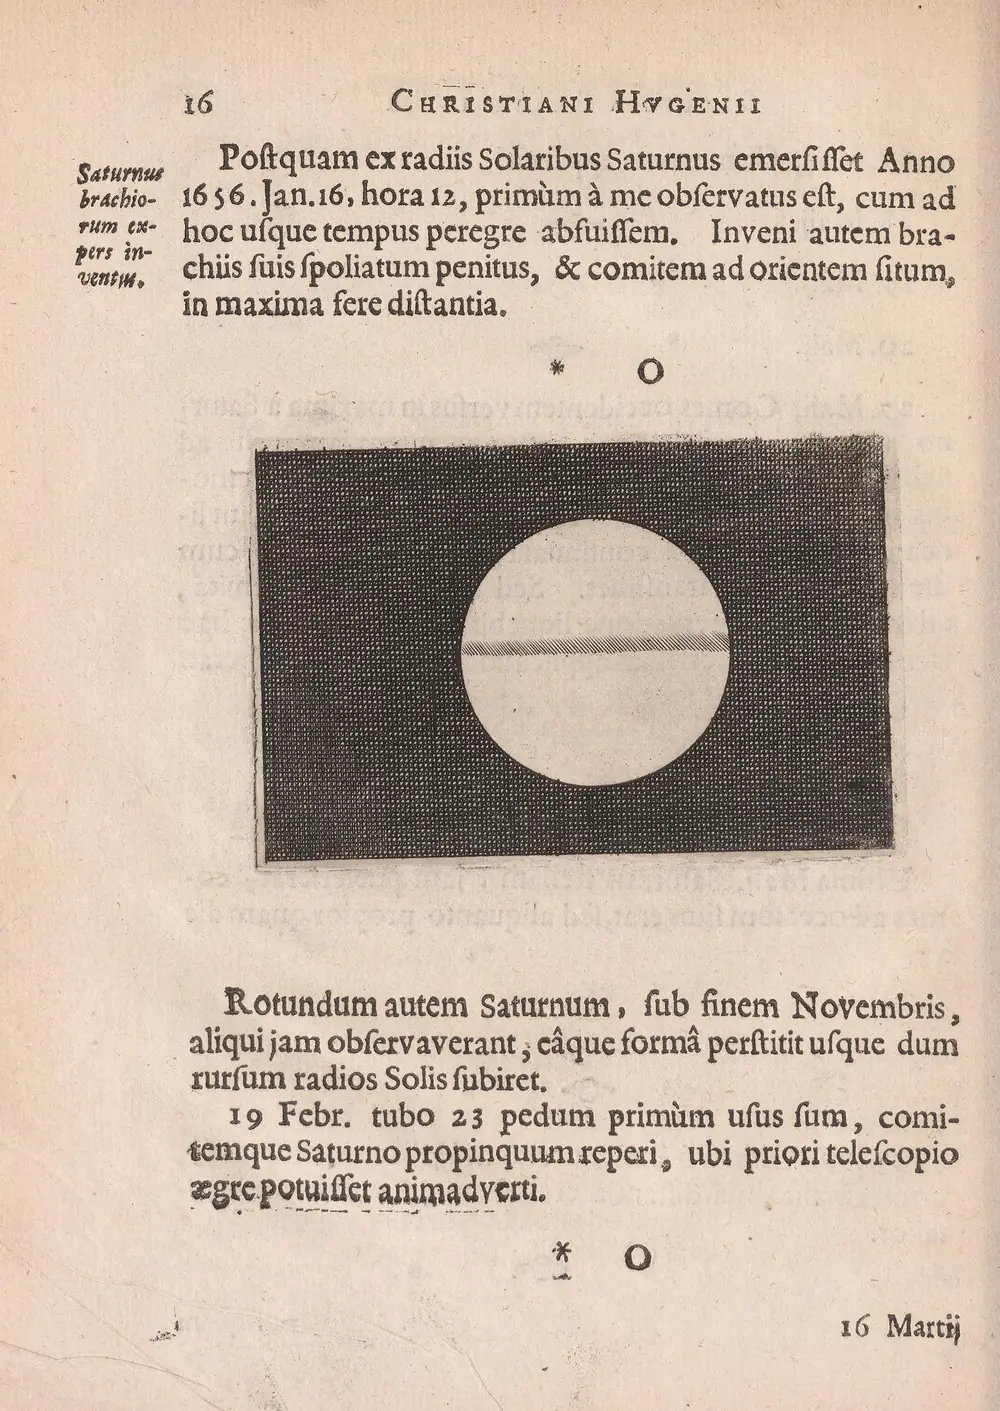 16 CHRISTIANI HVGENII
Saturnus
brachio-
rum ex-
pers in-
ventus.
Poſtquam ex radiis Solaribus Saturnus emerſiſſet Anno
1656. Jan. 16, hora 12, primùm à me obſervatus eſt, cum ad
hoc uſque tempus peregre abfuiſſem. Inveni autem bra-
chiis ſuis ſpoliatum penitus, & comitem ad orientem ſitum,
in maxima fere diſtantia.
* O
Rotundum autem Saturnum, ſub finem Novembris,
aliqui jam obſervaverant; eâque formâ perſtitit uſque dum
rurſum radios Solis ſubiret.
19 Febr. tubo 23 pedum primùm uſus ſum, comi-
temque Saturno propinquum reperi, ubi priori teleſcopio
ægre potuiſſet animadverti.
* O
16 Martij